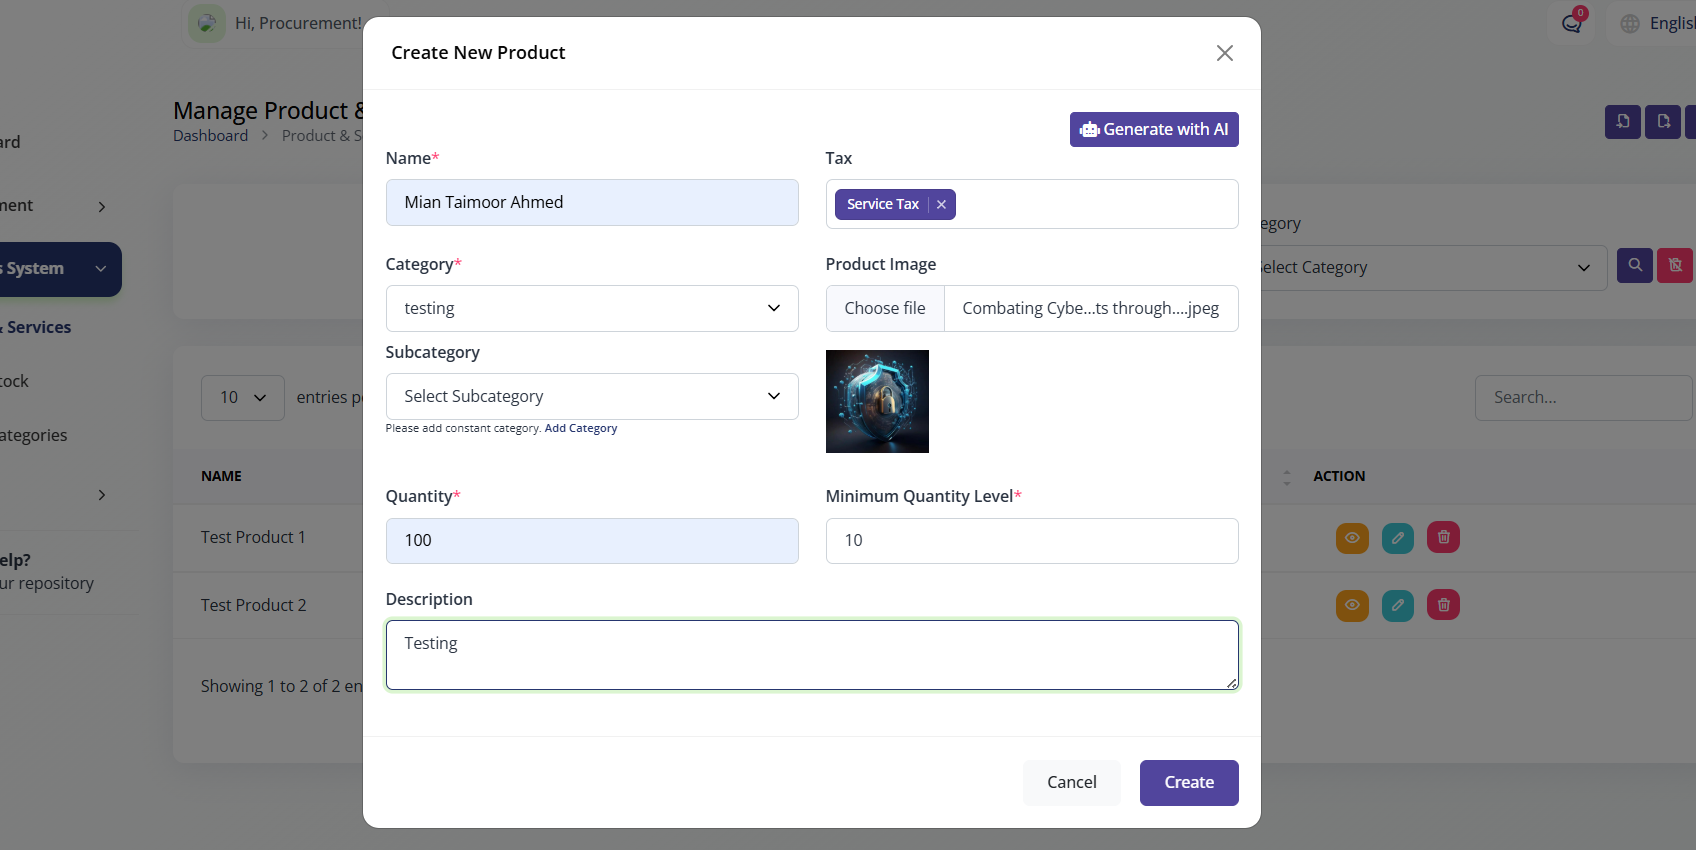 Hi, Procurement!
0
English
Create New Product
Manage Product &
Dashboard
Product & S
Generate with AI
ard
Name*
Tax
Mian Taimoor Ahmed
Service Tax
ment
egory
s System
Category*
Product Image
testing
Choose file
Combating Cybe...ts through....jpeg
elect Category
& Services
Subcategory
tock
10
entries p
Select Subcategory
Search...
Please add constant category. Add Category
ategories
NAME
ACTION
Quantity*
Minimum Quantity Level*
Test Product 1
100
10
elp?
ur repository
Description
Test Product 2
Testing
Showing 1 to 2 of 2 en
Cancel
Create